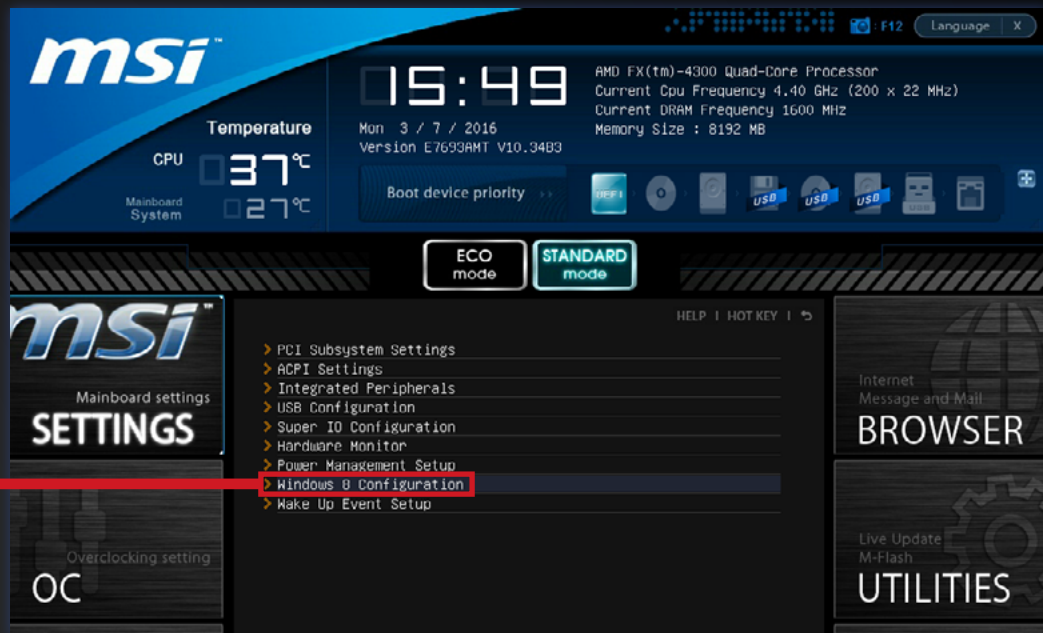 msi™
F12
Language X
Temperature
CPU 37°C
Mainboard
System 27°C
15:49
Mon 3 / 7 / 2016
Version E7693AMT V10.34B3
AMD FX(tm)-4300 Quad-Core Processor
Current Cpu Frequency 4.40 GHz (200 x 22 MHz)
Current DRAM Frequency 1600 MHz
Memory Size : 8192 MB
Boot device priority
UEFI
USB
USB
USB
USB
ECO
mode
STANDARD
mode
msi™
Mainboard settings
SETTINGS
Overclocking setting
OC
HELP | HOT KEY |
PCI Subsystem Settings
ACPI Settings
Integrated Peripherals
USB Configuration
Super IO Configuration
Hardware Monitor
Power Management Setup
Windows 8 Configuration
Wake Up Event Setup
Internet
Message and Mail
BROWSER
Live Update
M-Flash
UTILITIES